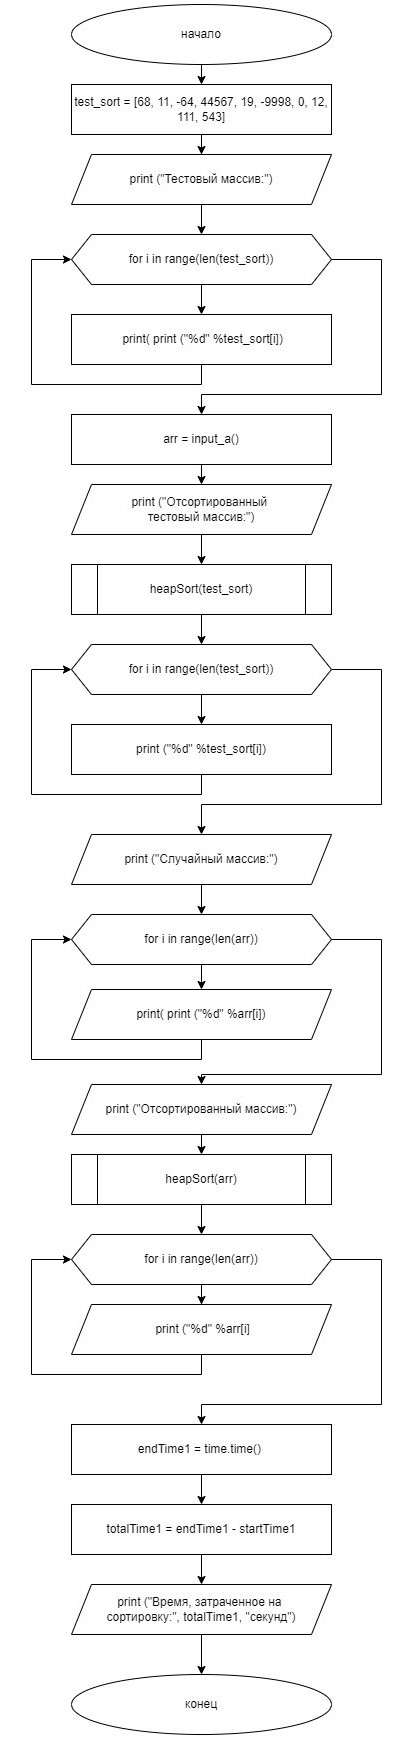 начало
test_sort = [68, 11, -64, 44567, 19, -9998, 0, 12,
111, 543]
print ("Тестовый массив:")
for i in range(len(test_sort))
print( print ("%d" %test_sort[i])
arr = input_a()
print ("Отсортированный
тестовый массив:")
heapSort(test_sort)
for i in range(len(test_sort))
print ("%d" %test_sort[i])
print ("Случайный массив:")
for i in range(len(arr))
print( print ("%d" %arr[i])
print ("Отсортированный массив:")
heapSort(arr)
for i in range(len(arr))
print ("%d" %arr[i]
endTime1 = time.time()
totalTime1 = endTime1 - startTime1
print ("Время, затраченное на
сортировку:", totalTime1, "секунд")
конец